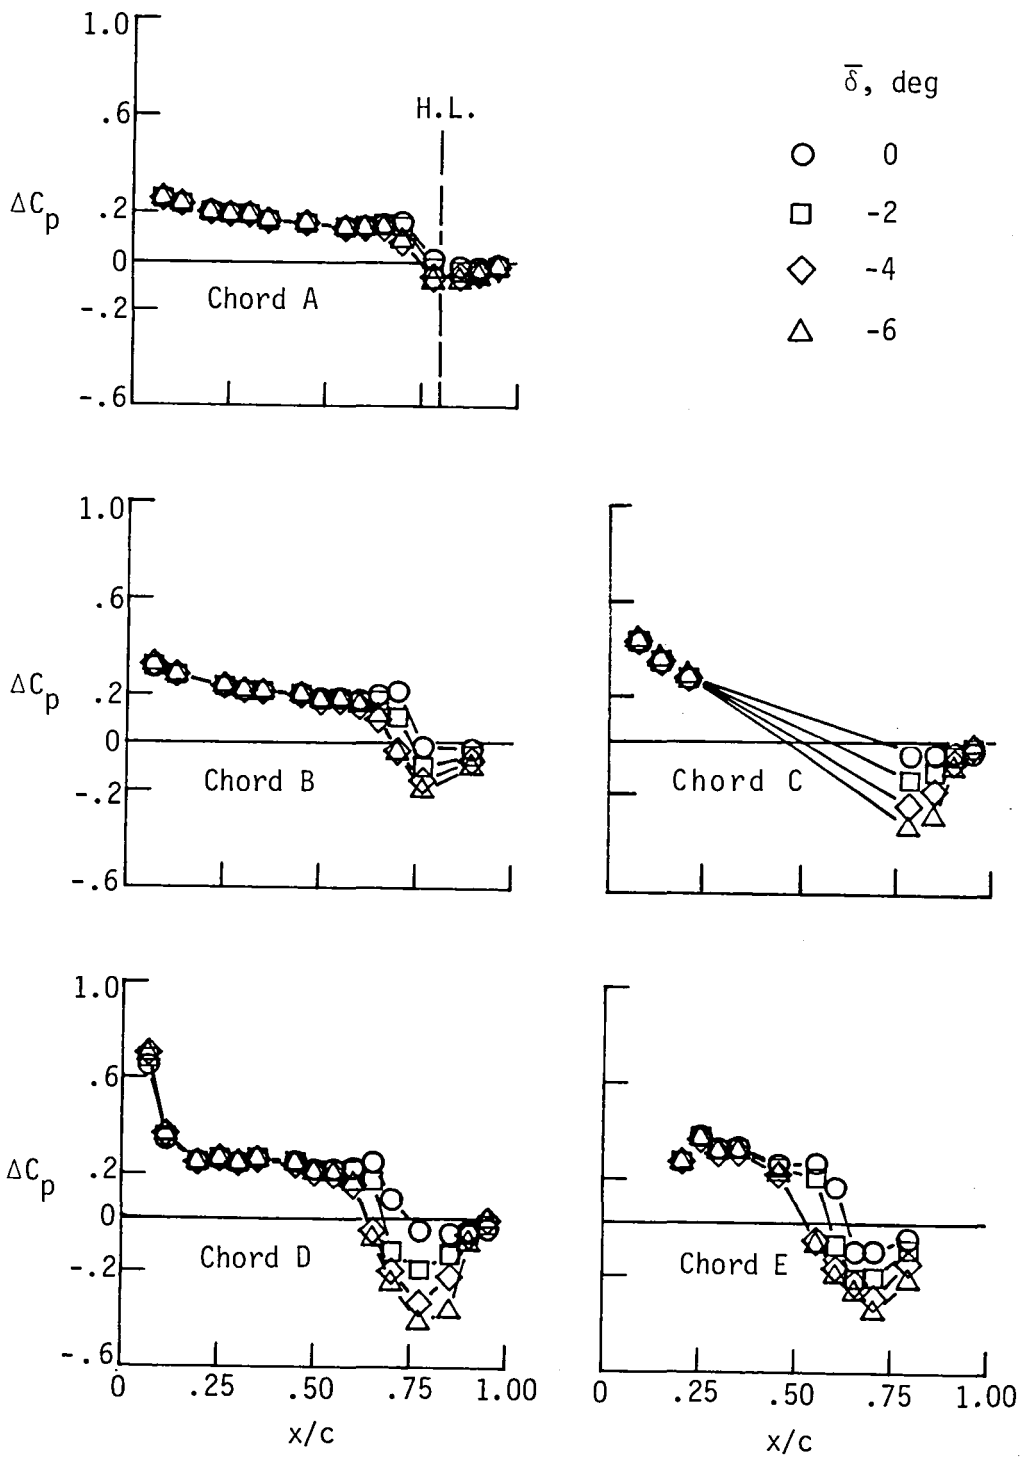 1.0
.6
ΔCp
.2
0
-.2
-.6
H.L.
Chord A
δ̅, deg
0
-2
-4
-6
1.0
.6
ΔCp
.2
0
-.2
-.6
Chord B
Chord C
1.0
.6
ΔCp
.2
0
-.2
-.6
Chord D
0 .25 .50 .75 1.00
x/c
Chord E
0 .25 .50 .75 1.00
x/c